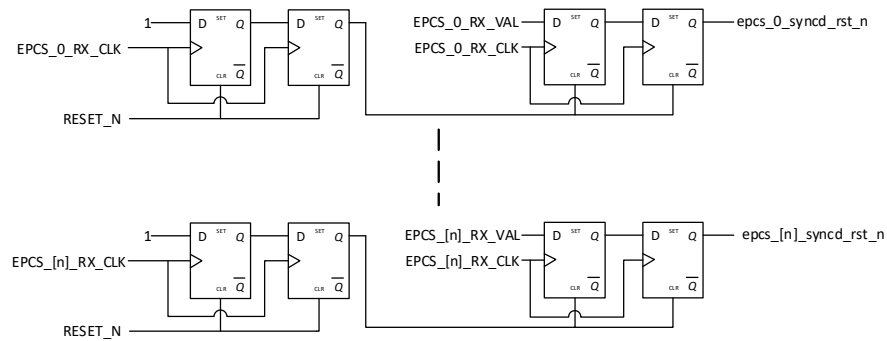 1 D SET Q Q EPCS_0_RX_VAL D SET Q D SET Q epcs_0_syncd_rst_n
D SET
EPCS_0_RX_CLK EPCS_0_RX_CLK
Q Q Q Q
CLR CLR CLR CLR
RESET_N
1 D SET Q D SET Q EPCS_[n]_RX_VAL D SET Q D SET Q epcs_[n]_syncd_rst_n
EPCS_[n]_RX_CLK EPCS_[n]_RX_CLK
Q Q Q Q
CLR CLR CLR CLR
RESET_N